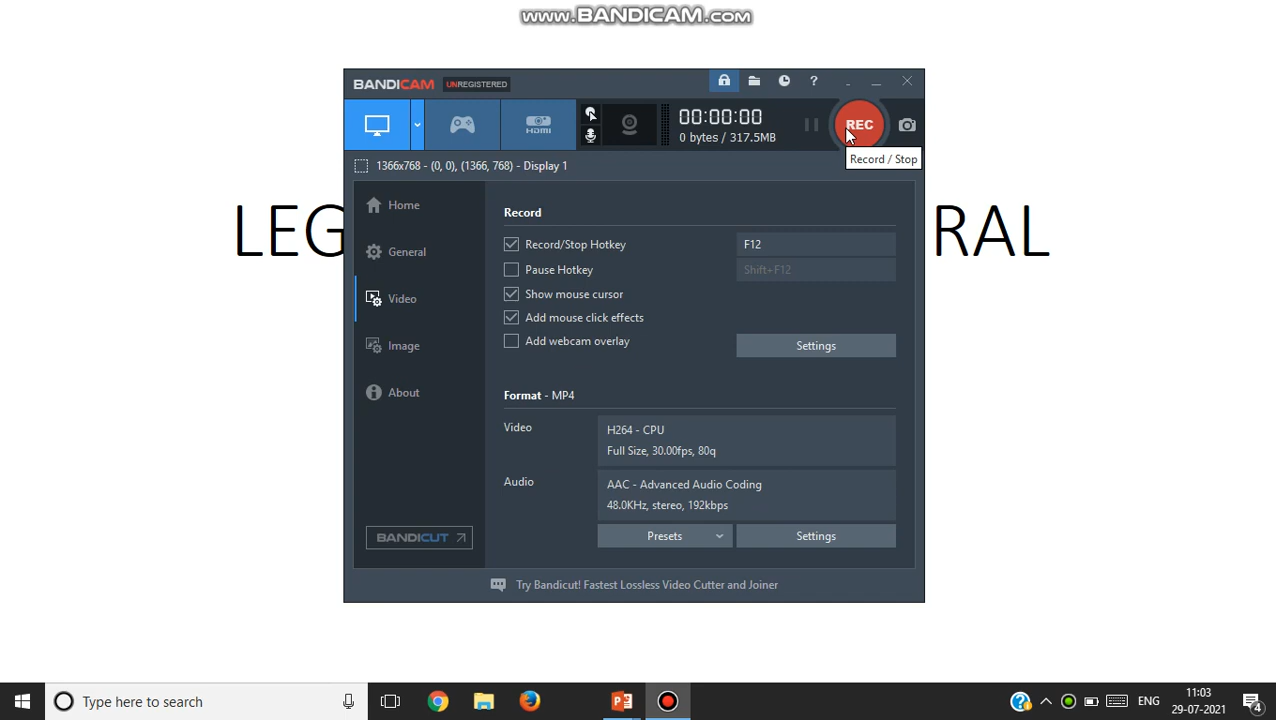 www.BANDICAM.com
BANDICAM UNREGISTERED
?
HDMI
00:00:00
0 bytes / 317.5MB
REC
Record / Stop
1366x768 - (0, 0), (1366, 768) - Display 1
LEG
RAL
Home
General
Video
Image
About
BANDICUT
Record
Record/Stop Hotkey F12
Pause Hotkey Shift+F12
Show mouse cursor
Add mouse click effects
Add webcam overlay
Settings
Format - MP4
Video H264 - CPU
Full Size, 30.00fps, 80q
Audio AAC - Advanced Audio Coding
48.0KHz, stereo, 192kbps
Presets Settings
Try Bandicut! Fastest Lossless Video Cutter and Joiner
Type here to search
ENG
11:03
29-07-2021
4